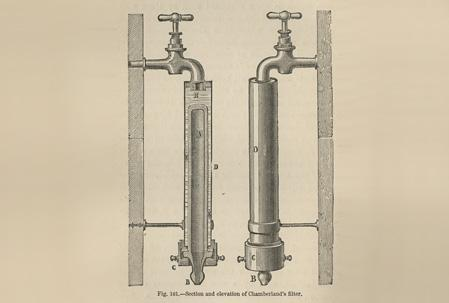 H
A
E
D
D
C
C
B
B
Fig. 161.—Section and elevation of Chamberland's filter.